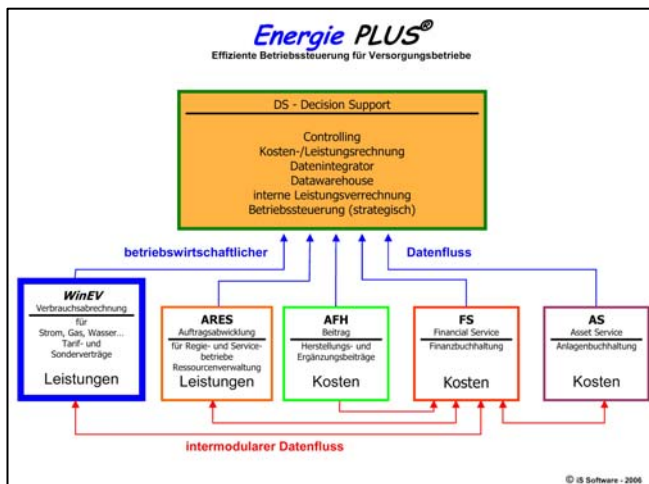 Energie PLUS®
Effiziente Betriebssteuerung für Versorgungsbetriebe
DS - Decision Support
Controlling
Kosten-/Leistungsrechnung
Datenintegrator
Datawarehouse
interne Leistungsverrechnung
Betriebssteuerung (strategisch)
betriebswirtschaftlicher Datenfluss
WinEV
Verbrauchsabrechnung
für
Strom, Gas, Wasser...
Tarif- und
Sonderverträge
Leistungen
ARES
Auftragsabwicklung
für Regie- und Service-
betriebe
Ressourcenverwaltung
Leistungen
AFH
Beitrag
Herstellungs- und
Ergänzungsbeiträge
Kosten
FS
Financial Service
Finanzbuchhaltung
Kosten
AS
Asset Service
Anlagenbuchhaltung
Kosten
intermodularer Datenfluss
© iS Software - 2006